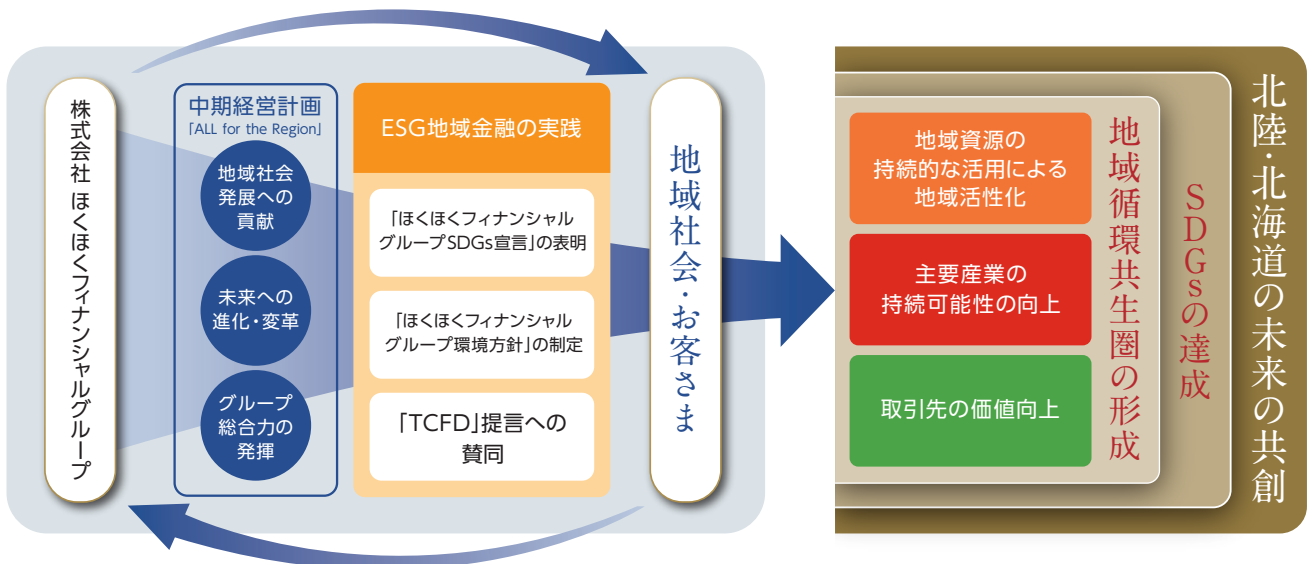 株式会社 ほくほくフィナンシャルグループ
中期経営計画
「ALL for the Region」
地域社会
発展への
貢献
未来への
進化・変革
グループ
総合力の
発揮
ESG地域金融の実践
「ほくほくフィナンシャル
グループSDGs宣言」の表明
「ほくほくフィナンシャル
グループ環境方針」の制定
「TCFD」提言への
賛同
地域社会・お客さま
地域資源の
持続的な活用による
地域活性化
主要産業の
持続可能性の向上
取引先の価値向上
地域循環共生圏の形成
SDGsの達成
北陸・北海道の未来の共創